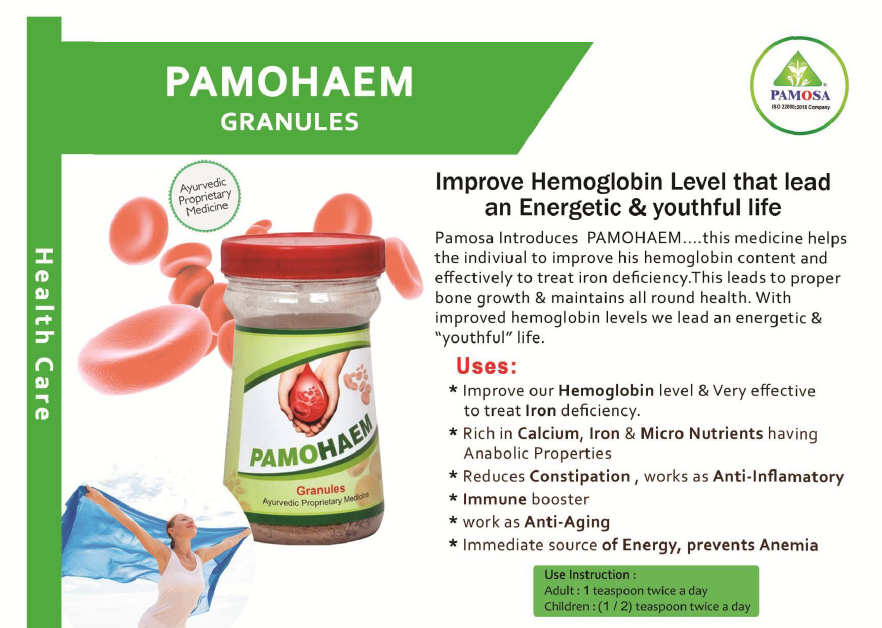 PAMOHAEM
GRANULES
PAMOSA
ISO 22000:2018 Company
Health Care
Ayurvedic
Proprietary
Medicine
PAMOHAEM
Granules
Ayurvedic Proprietary Medicine
Improve Hemoglobin Level that lead
an Energetic & youthful life
Pamosa Introduces PAMOHAEM....this medicine helps
the indiviual to improve his hemoglobin content and
effectively to treat iron deficiency.This leads to proper
bone growth & maintains all round health. With
improved hemoglobin levels we lead an energetic &
“youthful” life.
Uses:
* Improve our Hemoglobin level & Very effective
to treat Iron deficiency.
* Rich in Calcium, Iron & Micro Nutrients having
Anabolic Properties
* Reduces Constipation , works as Anti-Inflamatory
* Immune booster
* work as Anti-Aging
* Immediate source of Energy, prevents Anemia
Use Instruction :
Adult : 1 teaspoon twice a day
Children : (1 / 2) teaspoon twice a day